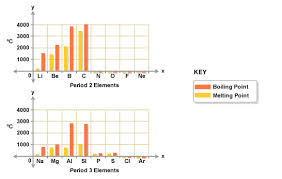 y
4000
3000
°C
2000
1000
0
x
Li Be B C N O F Ne
Period 2 Elements
KEY
Boiling Point
Melting Point
y
4000
3000
°C
2000
1000
0
x
Na Mg Al Si P S Cl Ar
Period 3 Elements